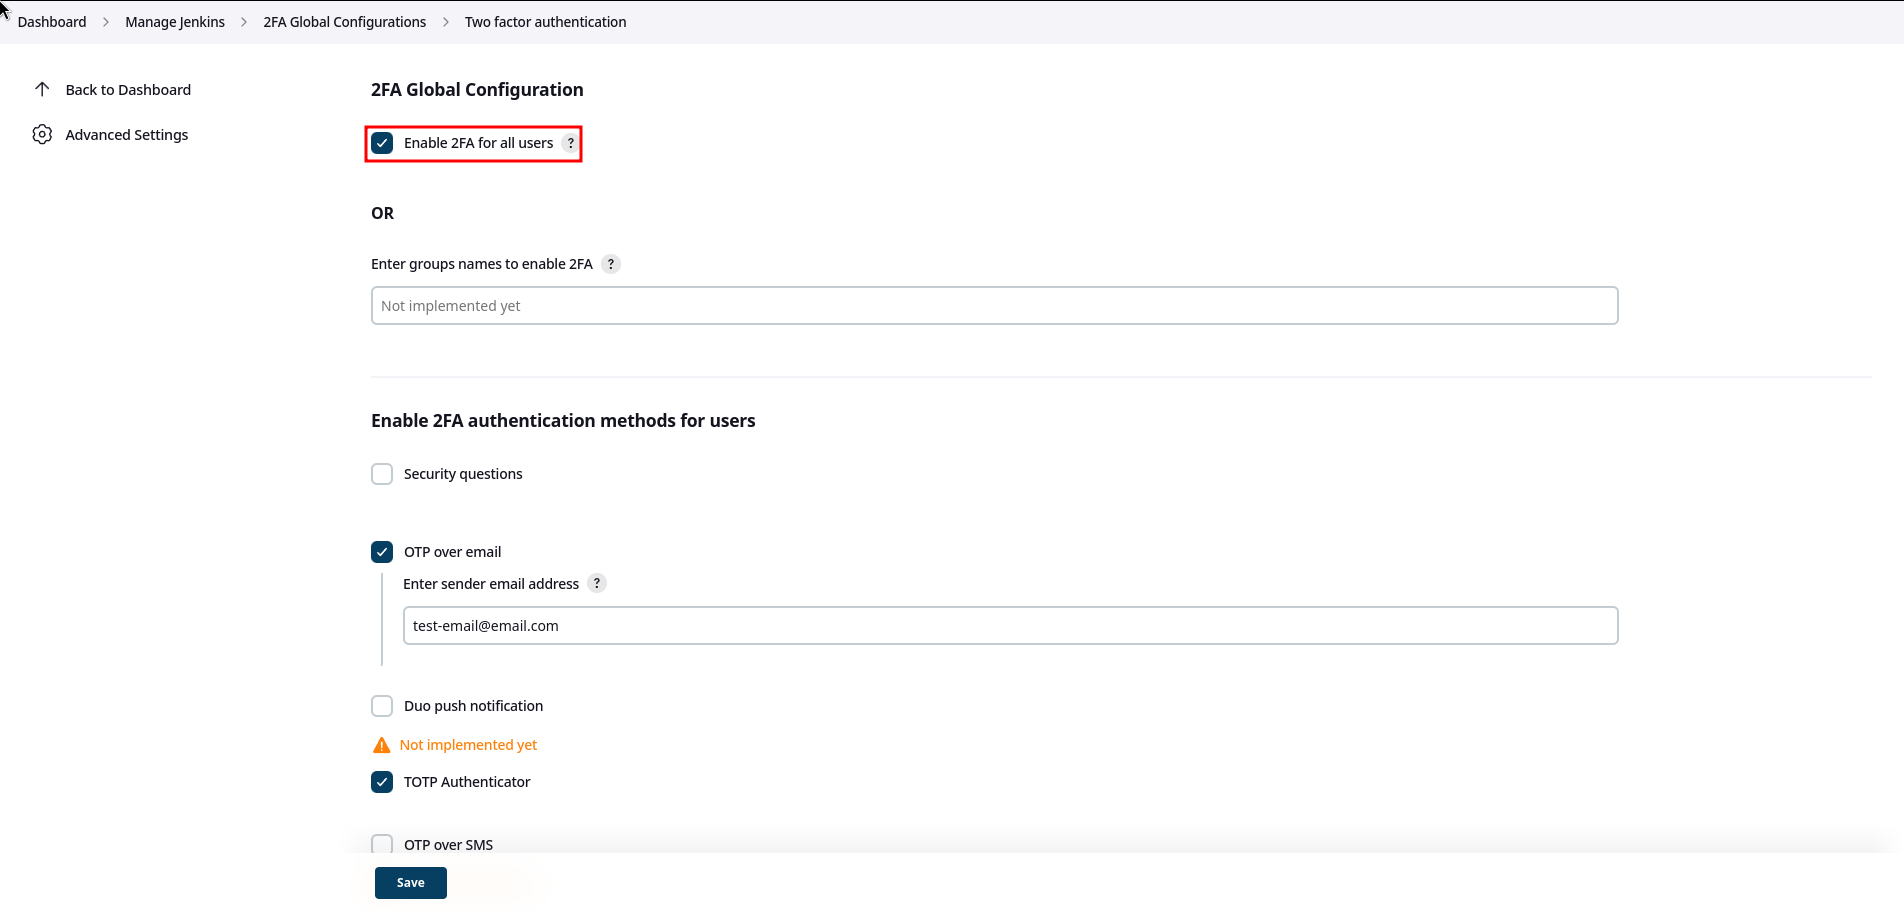 Dashboard > Manage Jenkins > 2FA Global Configurations > Two factor authentication
Back to Dashboard
Advanced Settings
2FA Global Configuration
Enable 2FA for all users ?
OR
Enter groups names to enable 2FA ?
Not implemented yet
Enable 2FA authentication methods for users
Security questions
OTP over email
Enter sender email address ?
test-email@email.com
Duo push notification
Not implemented yet
TOTP Authenticator
OTP over SMS
Save